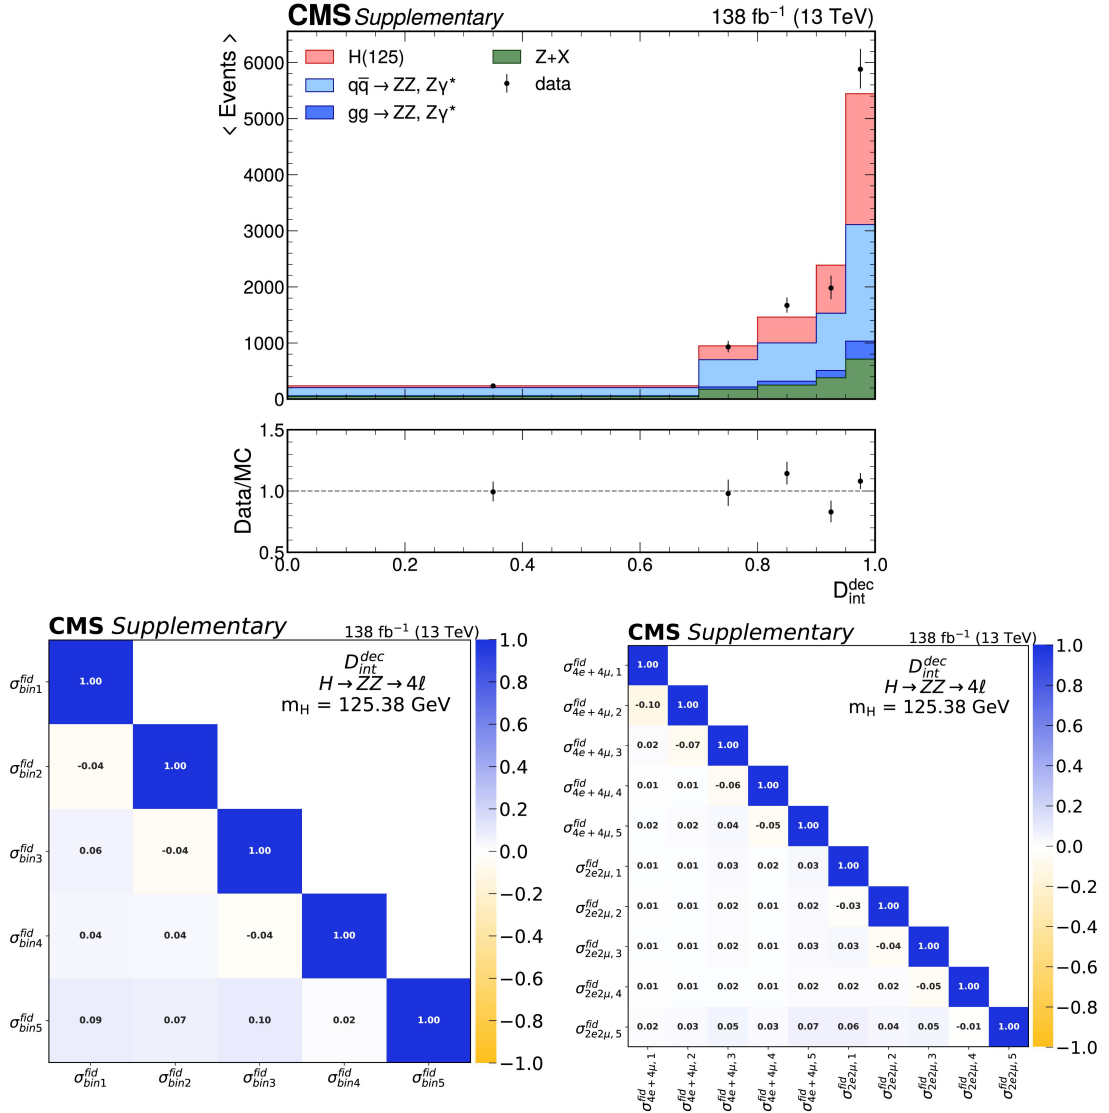 CMS Supplementary 138 fb⁻¹ (13 TeV)
< Events >
H(125) Z+X
qq̅ → ZZ, Zγ* data
gg → ZZ, Zγ*
6000
5000
4000
3000
2000
1000
0
Data/MC
1.5
1.0
0.5
0.0 0.2 0.4 0.6 0.8 1.0
D^dec_int
CMS Supplementary 138 fb⁻¹ (13 TeV)
D^dec_int
H → ZZ → 4ℓ
m_H = 125.38 GeV
σ^fid_bin1 1.00
σ^fid_bin2 -0.04 1.00
σ^fid_bin3 0.06 -0.04 1.00
σ^fid_bin4 0.04 0.04 -0.04 1.00
σ^fid_bin5 0.09 0.07 0.10 0.02 1.00
σ^fid_bin1 σ^fid_bin2 σ^fid_bin3 σ^fid_bin4 σ^fid_bin5
1.0
0.8
0.6
0.4
0.2
0.0
−0.2
−0.4
−0.6
−0.8
−1.0
CMS Supplementary 138 fb⁻¹ (13 TeV)
D^dec_int
H → ZZ → 4ℓ
m_H = 125.38 GeV
σ^fid_4e+4μ,1 1.00
σ^fid_4e+4μ,2 -0.10 1.00
σ^fid_4e+4μ,3 0.02 -0.07 1.00
σ^fid_4e+4μ,4 0.01 0.01 -0.06 1.00
σ^fid_4e+4μ,5 0.02 0.02 0.04 -0.05 1.00
σ^fid_2e2μ,1 0.01 0.01 0.03 0.02 0.03 1.00
σ^fid_2e2μ,2 0.01 0.01 0.02 0.01 0.02 -0.03 1.00
σ^fid_2e2μ,3 0.01 0.01 0.02 0.01 0.03 0.03 -0.04 1.00
σ^fid_2e2μ,4 0.01 0.01 0.02 0.01 0.02 0.02 0.02 -0.05 1.00
σ^fid_2e2μ,5 0.02 0.03 0.05 0.03 0.07 0.06 0.04 0.05 -0.01 1.00
σ^fid_4e+4μ,1 σ^fid_4e+4μ,2 σ^fid_4e+4μ,3 σ^fid_4e+4μ,4 σ^fid_4e+4μ,5 σ^fid_2e2μ,1 σ^fid_2e2μ,2 σ^fid_2e2μ,3 σ^fid_2e2μ,4 σ^fid_2e2μ,5
1.0
0.8
0.6
0.4
0.2
0.0
−0.2
−0.4
−0.6
−0.8
−1.0